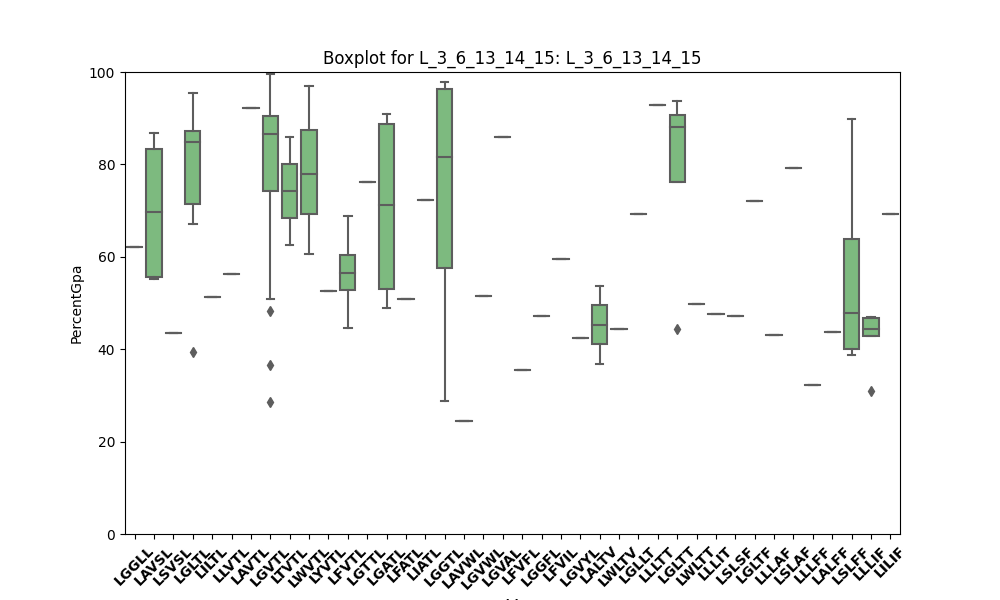 Boxplot for L_3_6_13_14_15: L_3_6_13_14_15
PercentGpa
100
80
60
40
20
0
LGGLL
LAVSL
LSVSL
LGLTL
LILTL
LLVTL
LAVTL
LGVTL
LTVTL
LWVTL
LYVTL
LFVTL
LGTTL
LGATL
LFATL
LIATL
LGGTL
LAVWL
LGVWL
LGVAL
LFVFL
LGGFL
LFVIL
LGVYL
LALTV
LWLTV
LGLLT
LLLTT
LGLTT
LWLTT
LLLIT
LSLSF
LGLTF
LLLAF
LSLAF
LLLFF
LALFF
LSLFF
LLLIF
LILIF